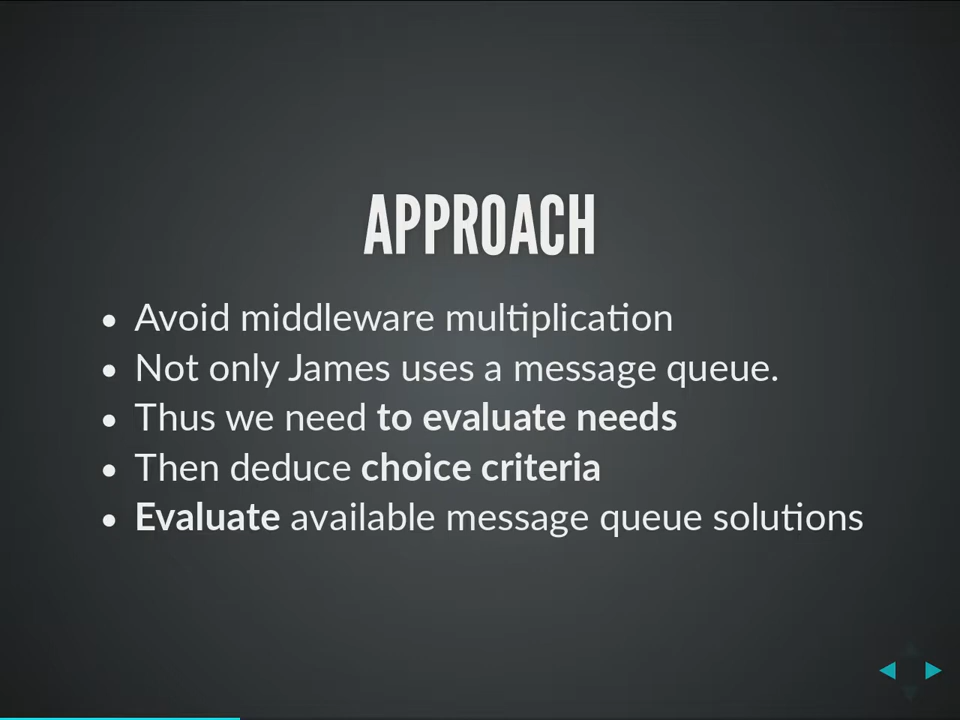 APPROACH
• Avoid middleware multiplication
• Not only James uses a message queue.
• Thus we need to evaluate needs
• Then deduce choice criteria
• Evaluate available message queue solutions